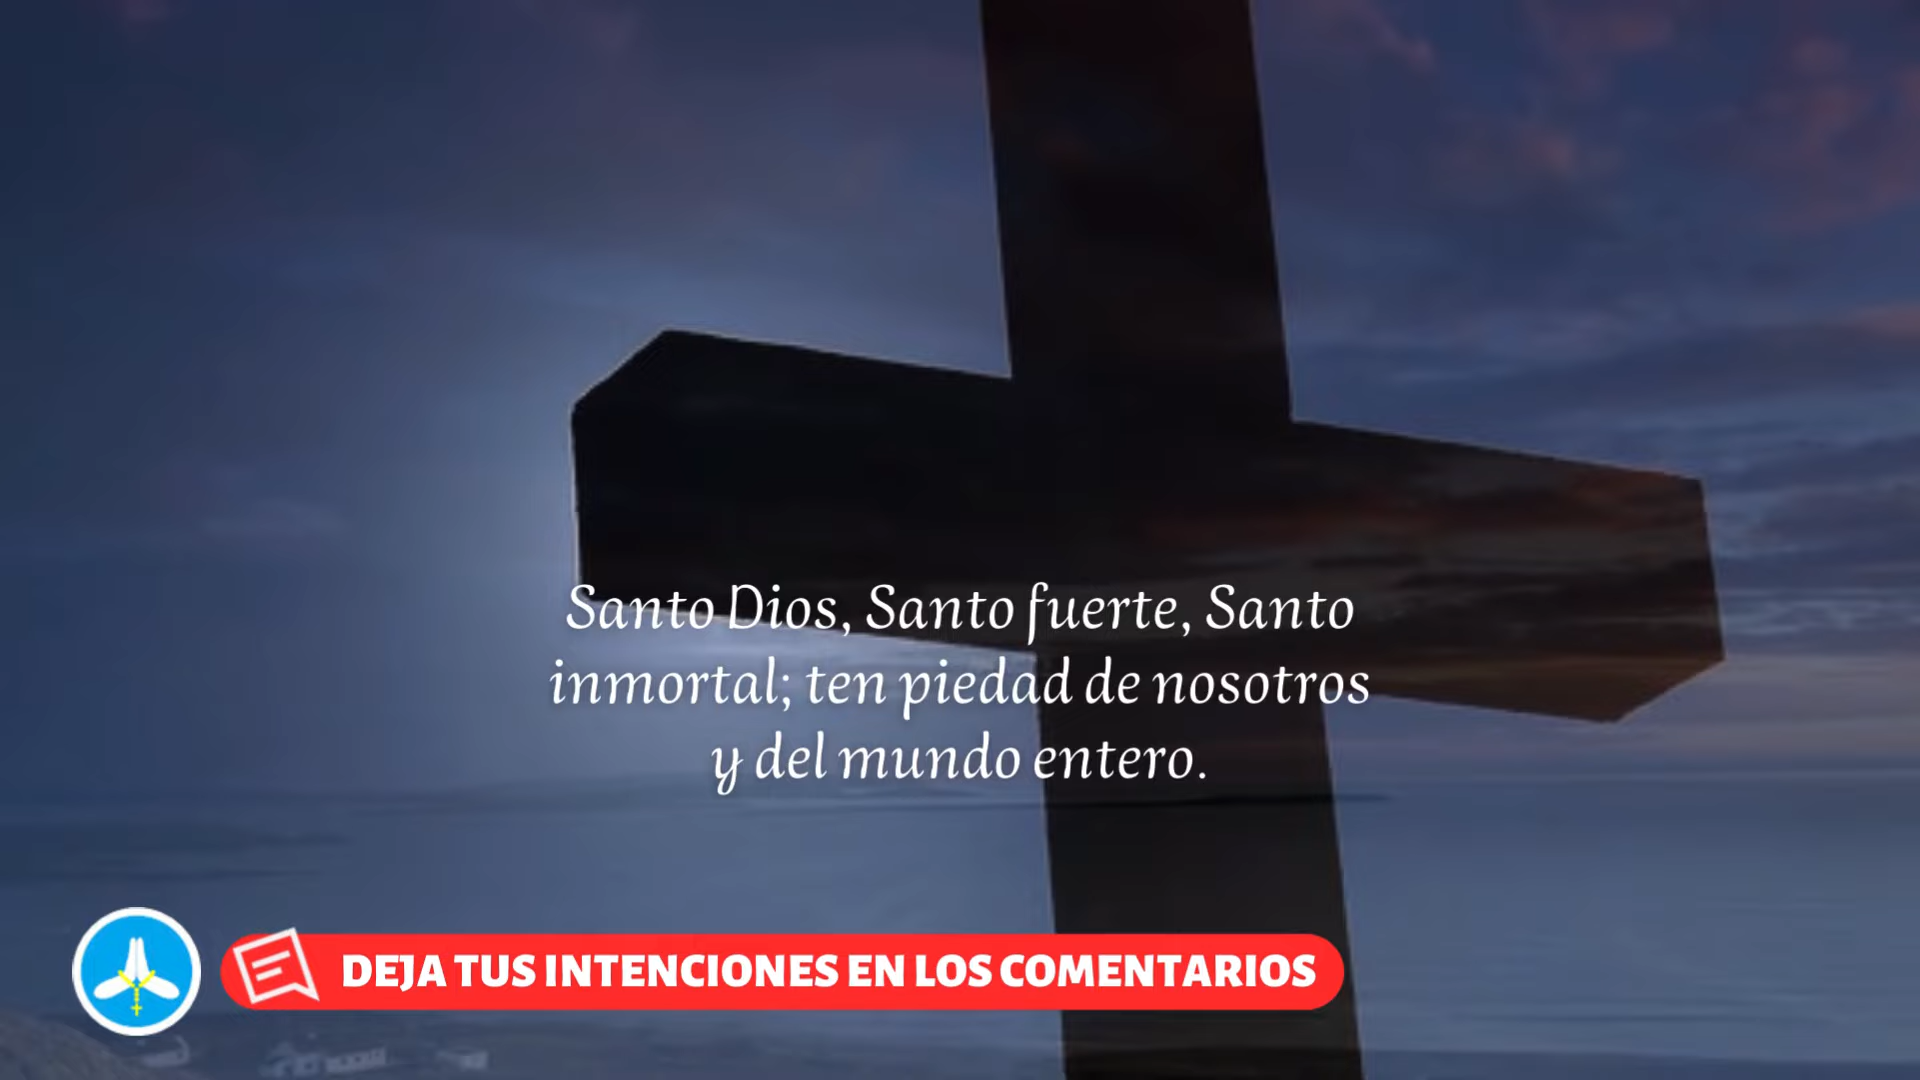 Santo Dios, Santo fuerte, Santo
inmortal; ten piedad de nosotros
y del mundo entero.
DEJA TUS INTENCIONES EN LOS COMENTARIOS